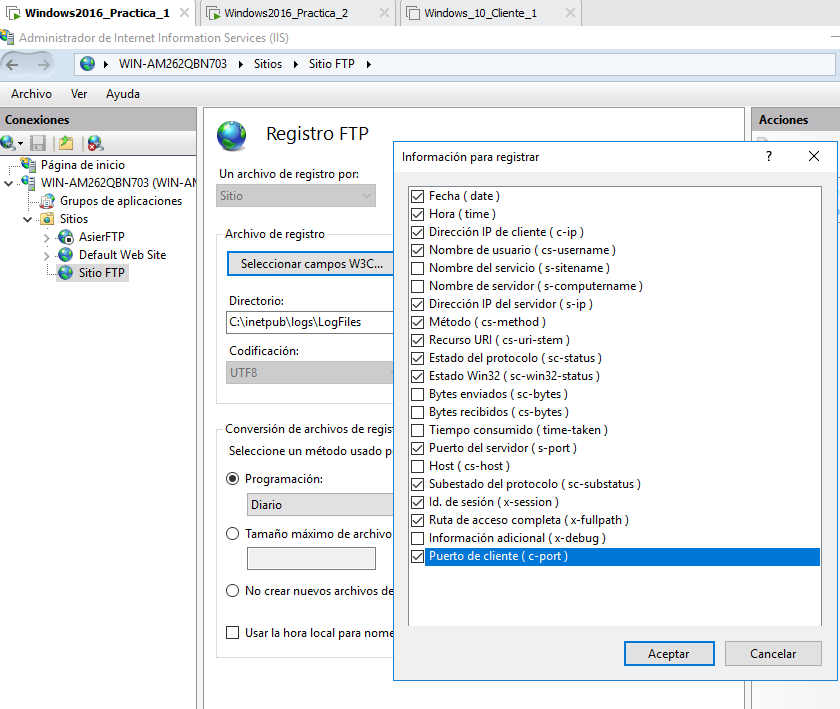 Windows2016_Practica_1
Windows2016_Practica_2
Windows_10_Cliente_1
Administrador de Internet Information Services (IIS)
WIN-AM262QBN703
Sitios
Sitio FTP
Archivo
Ver
Ayuda
Conexiones
Página de inicio
WIN-AM262QBN703 (WIN-AM
Grupos de aplicaciones
Sitios
AsierFTP
Default Web Site
Sitio FTP
Registro FTP
Un archivo de registro por:
Sitio
Archivo de registro
Seleccionar campos W3C...
Directorio:
C:\inetpub\logs\LogFiles
Codificación:
UTF8
Conversión de archivos de regist
Seleccione un método usado p
Programación:
Diario
Tamaño máximo de archivo
No crear nuevos archivos de
Usar la hora local para nome
Acciones
Información para registrar
?
Fecha ( date )
Hora ( time )
Dirección IP de cliente ( c-ip )
Nombre de usuario ( cs-username )
Nombre del servicio ( s-sitename )
Nombre de servidor ( s-computername )
Dirección IP del servidor ( s-ip )
Método ( cs-method )
Recurso URI ( cs-uri-stem )
Estado del protocolo ( sc-status )
Estado Win32 ( sc-win32-status )
Bytes enviados ( sc-bytes )
Bytes recibidos ( cs-bytes )
Tiempo consumido ( time-taken )
Puerto del servidor ( s-port )
Host ( cs-host )
Subestado del protocolo ( sc-substatus )
Id. de sesión ( x-session )
Ruta de acceso completa ( x-fullpath )
Información adicional ( x-debug )
Puerto de cliente ( c-port )
Aceptar
Cancelar